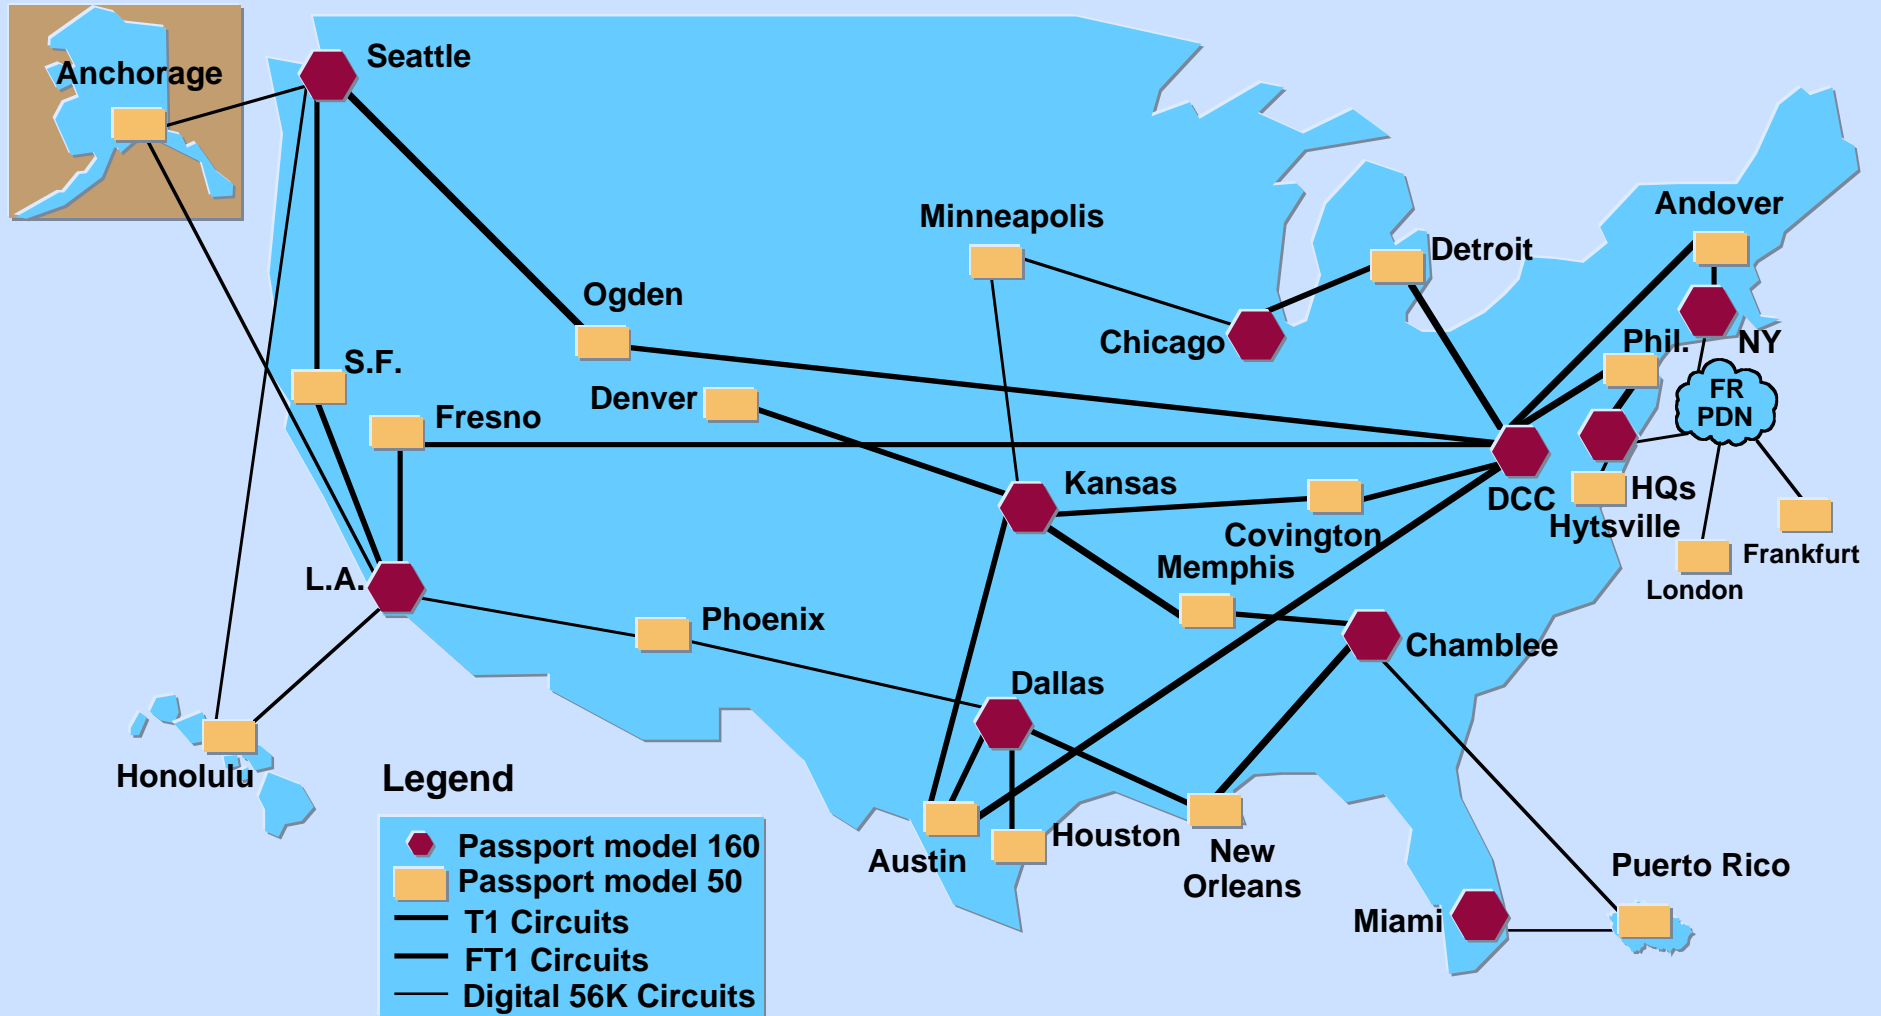 Anchorage
Seattle
Minneapolis
Andover
Detroit
Ogden
Chicago
Phil.
NY
S.F.
Denver
Fresno
FR
PDN
Kansas
DCC
HQs
Hytsville
Covington
Frankfurt
Memphis
London
L.A.
Phoenix
Chamblee
Dallas
Honolulu
Houston
Austin
New
Orleans
Puerto Rico
Miami
Legend
Passport model 160
Passport model 50
T1 Circuits
FT1 Circuits
Digital 56K Circuits